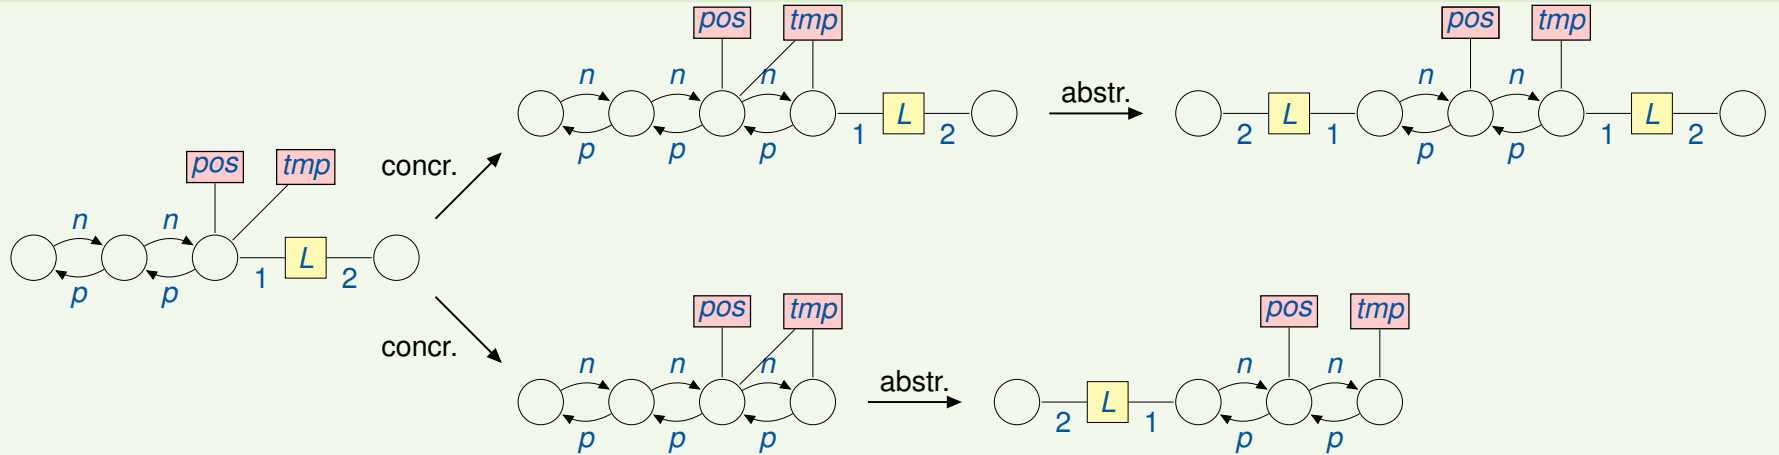 pos tmp
n n
concr.
p p 1 L 2
pos tmp
n n n
p p p 1 L 2
abstr.
pos tmp
n n
2 L 1 p p 1 L 2
concr.
pos tmp
n n n
p p p
abstr.
pos tmp
n n
2 L 1 p p